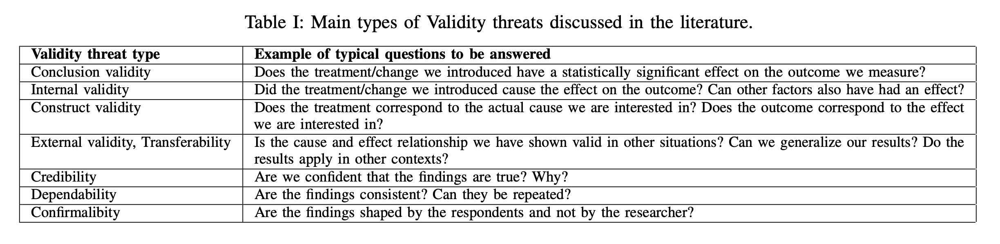 Table I: Main types of Validity threats discussed in the literature.
Validity threat type Example of typical questions to be answered
Conclusion validity Does the treatment/change we introduced have a statistically significant effect on the outcome we measure?
Internal validity Did the treatment/change we introduced cause the effect on the outcome? Can other factors also have had an effect?
Construct validity Does the treatment correspond to the actual cause we are interested in? Does the outcome correspond to the effect
we are interested in?
External validity, Transferability Is the cause and effect relationship we have shown valid in other situations? Can we generalize our results? Do the
results apply in other contexts?
Credibility Are we confident that the findings are true? Why?
Dependability Are the findings consistent? Can they be repeated?
Confirmalibity Are the findings shaped by the respondents and not by the researcher?